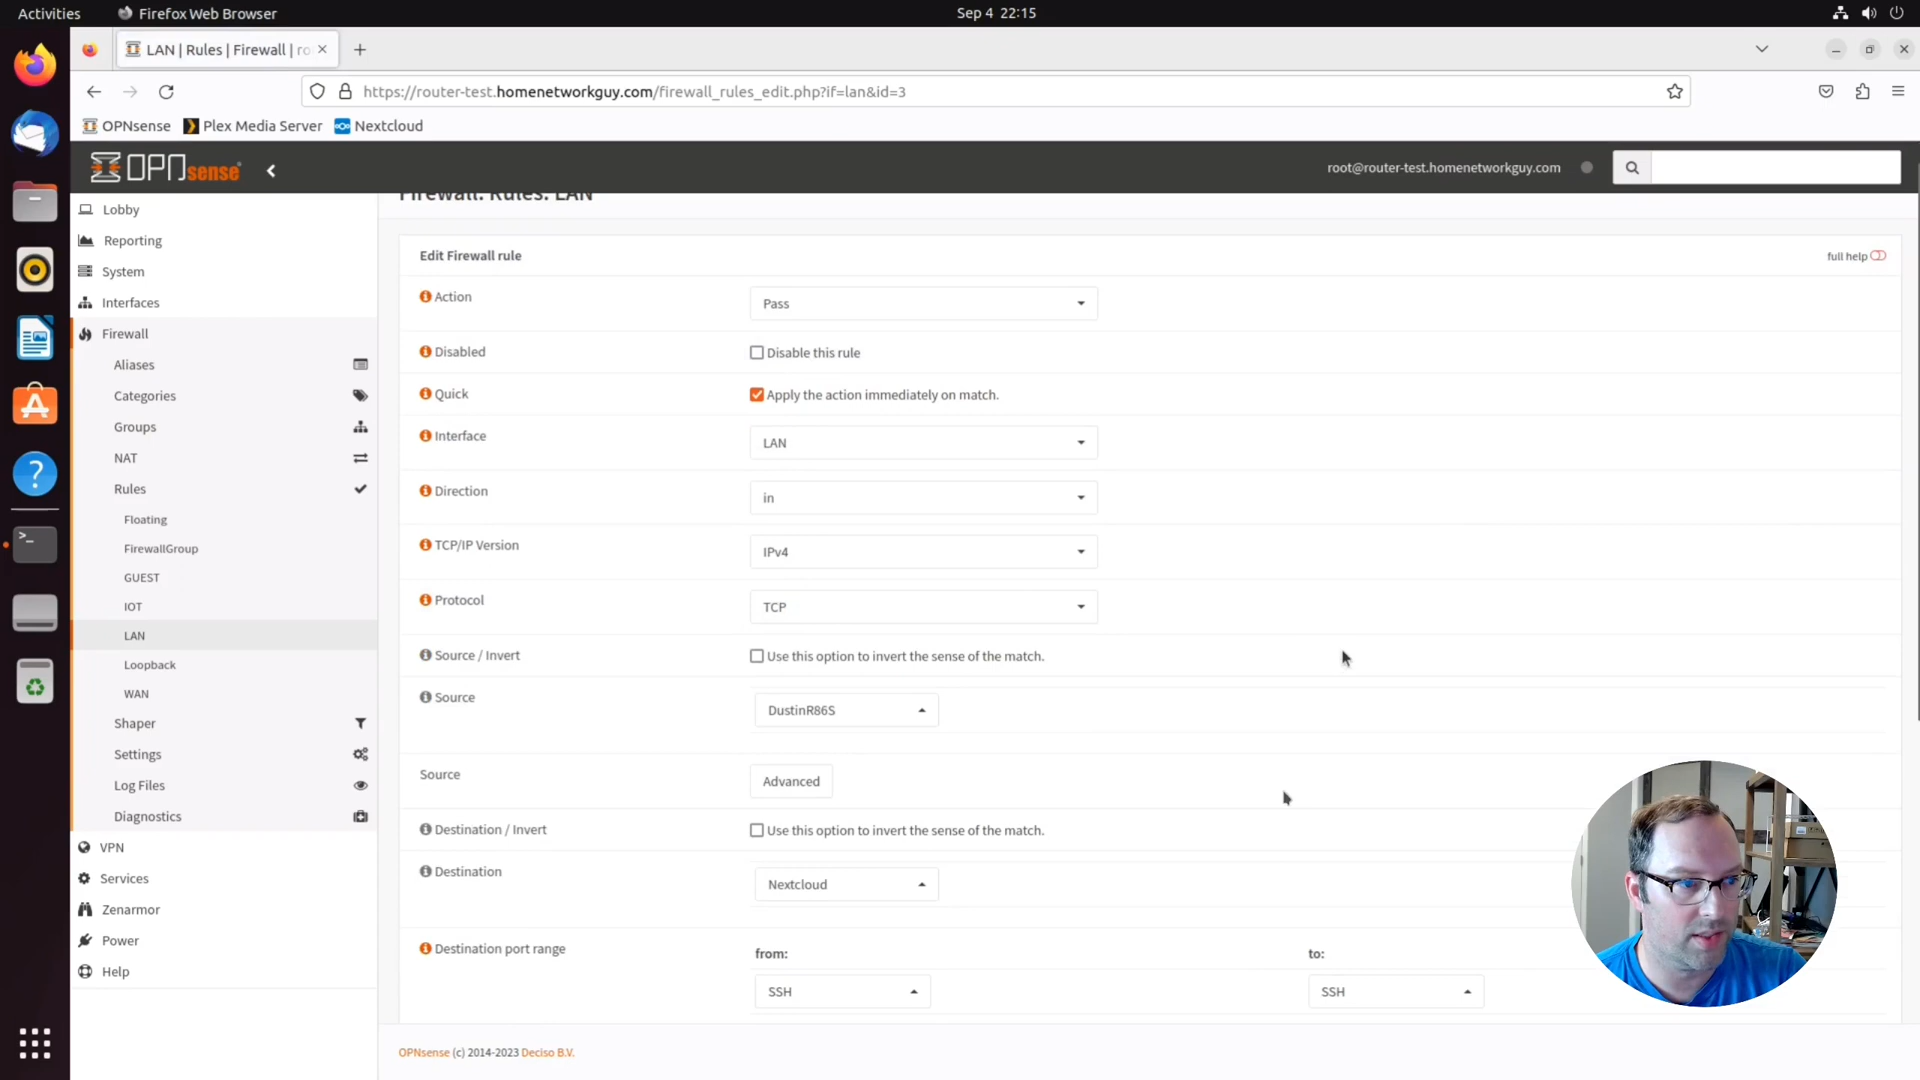 Activities
Firefox Web Browser
Sep 4 22:15
LAN | Rules | Firewall | ro
https://router-test.homenetworkguy.com/firewall_rules_edit.php?if=lan&id=3
OPNsense
Plex Media Server
Nextcloud
OPNsense
root@router-test.homenetworkguy.com
Lobby
Reporting
System
Interfaces
Firewall
Aliases
Categories
Groups
NAT
Rules
Floating
FirewallGroup
GUEST
IOT
LAN
Loopback
WAN
Shaper
Settings
Log Files
Diagnostics
VPN
Services
Zenarmor
Power
Help
Firewall: Rules: LAN
Edit Firewall rule
full help
Action
Pass
Disabled
Disable this rule
Quick
Apply the action immediately on match.
Interface
LAN
Direction
in
TCP/IP Version
IPv4
Protocol
TCP
Source / Invert
Use this option to invert the sense of the match.
Source
DustinR86S
Source
Advanced
Destination / Invert
Use this option to invert the sense of the match.
Destination
Nextcloud
Destination port range
from:
to:
SSH
SSH
OPNsense (c) 2014-2023 Deciso B.V.